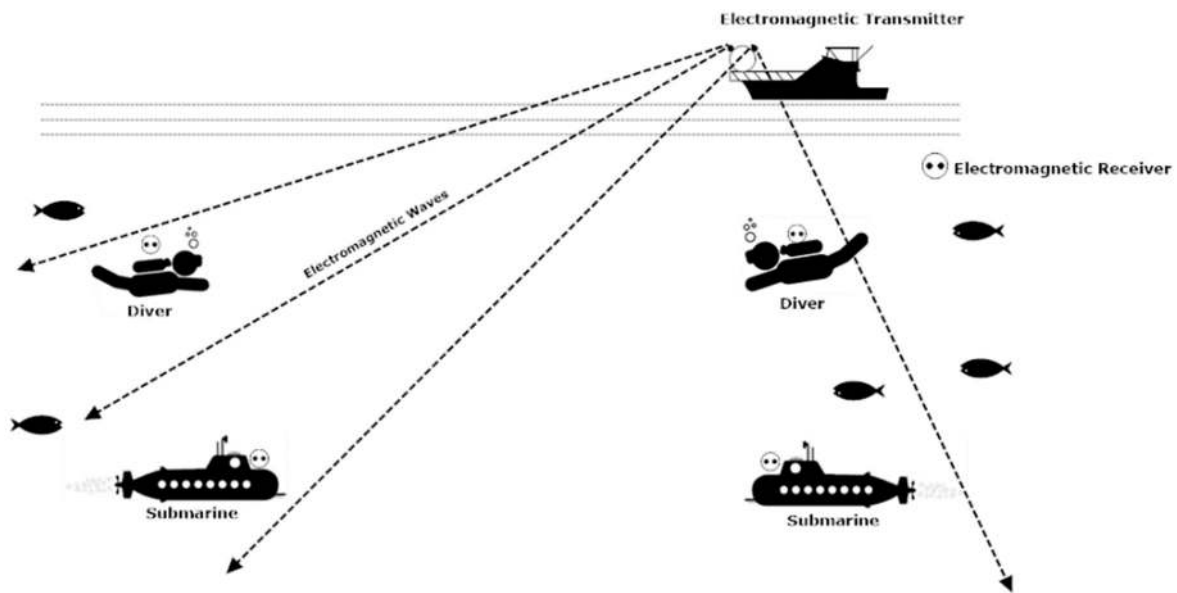 Electromagnetic Transmitter
Electromagnetic Receiver
Electromagnetic Waves
Diver
Diver
Submarine
Submarine